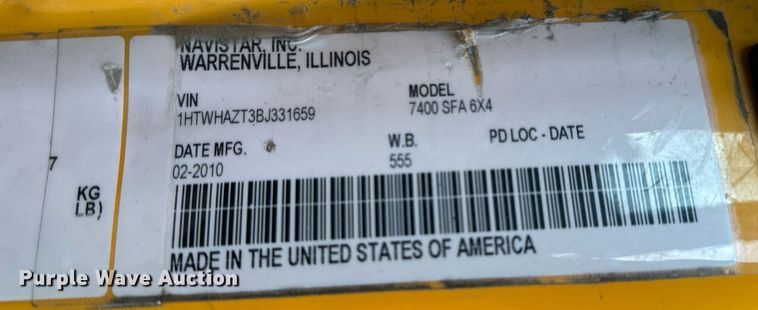 NAVISTAR, INC.
WARRENVILLE, ILLINOIS
VIN MODEL
1HTWHAZT3BJ331659 7400 SFA 6X4
DATE MFG. W.B. PD LOC - DATE
02-2010 555
7
KG
LB)
MADE IN THE UNITED STATES OF AMERICA
Purple Wave Auction